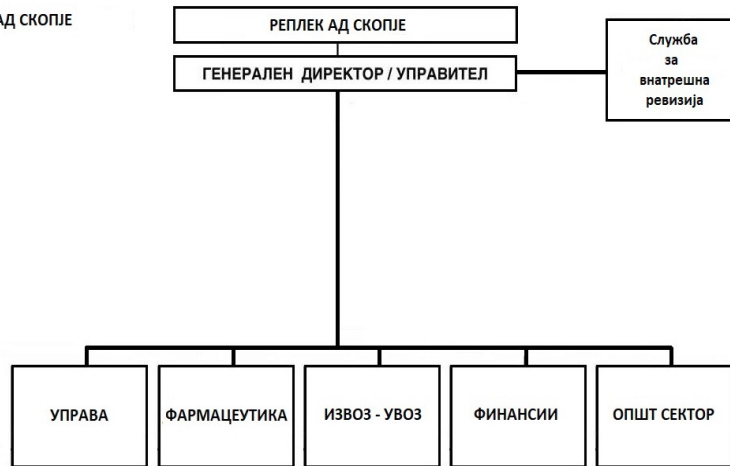 АД СКОПЈЕ
РЕПЛЕК АД СКОПЈЕ
ГЕНЕРАЛЕН ДИРЕКТОР / УПРАВИТЕЛ
Служба
за
внатрешна
ревизија
УПРАВА
ФАРМАЦЕУТИКА
ИЗВОЗ - УВОЗ
ФИНАНСИИ
ОПШТ СЕКТОР